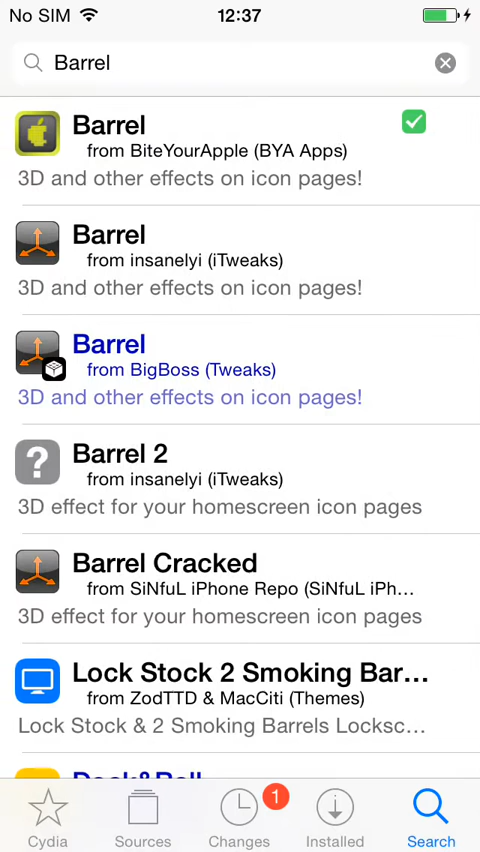 No SIM 12:37
Barrel
Barrel
from BiteYourApple (BYA Apps)
3D and other effects on icon pages!
Barrel
from insanelyi (iTweaks)
3D and other effects on icon pages!
Barrel
from BigBoss (Tweaks)
3D and other effects on icon pages!
Barrel 2
from insanelyi (iTweaks)
3D effect for your homescreen icon pages
Barrel Cracked
from SiNfuL iPhone Repo (SiNfuL iPh...
3D effect for your homescreen icon pages
Lock Stock 2 Smoking Bar...
from ZodTTD & MacCiti (Themes)
Lock Stock & 2 Smoking Barrels Locksc...
1
Cydia Sources Changes Installed Search